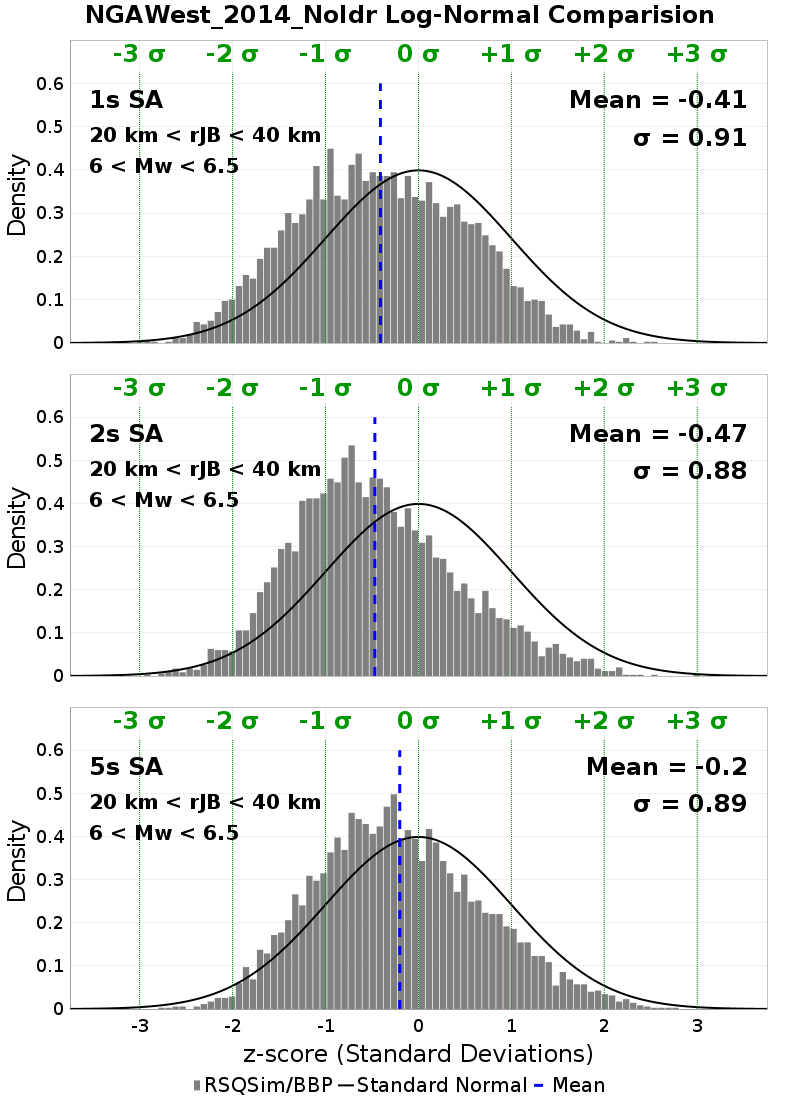 NGAWest_2014_NoIdr Log-Normal Comparision
-3 σ -2 σ -1 σ 0 σ +1 σ +2 σ +3 σ
0.6
1s SA Mean = -0.41
0.5
20 km < rJB < 40 km σ = 0.91
6 < Mw < 6.5
0.4
Density
0.3
0.2
0.1
0
-3 σ -2 σ -1 σ 0 σ +1 σ +2 σ +3 σ
0.6
2s SA Mean = -0.47
0.5
20 km < rJB < 40 km σ = 0.88
6 < Mw < 6.5
0.4
Density
0.3
0.2
0.1
0
-3 σ -2 σ -1 σ 0 σ +1 σ +2 σ +3 σ
0.6
5s SA Mean = -0.2
0.5
20 km < rJB < 40 km σ = 0.89
6 < Mw < 6.5
0.4
Density
0.3
0.2
0.1
0
-3 -2 -1 0 1 2 3
z-score (Standard Deviations)
RSQSim/BBP Standard Normal Mean